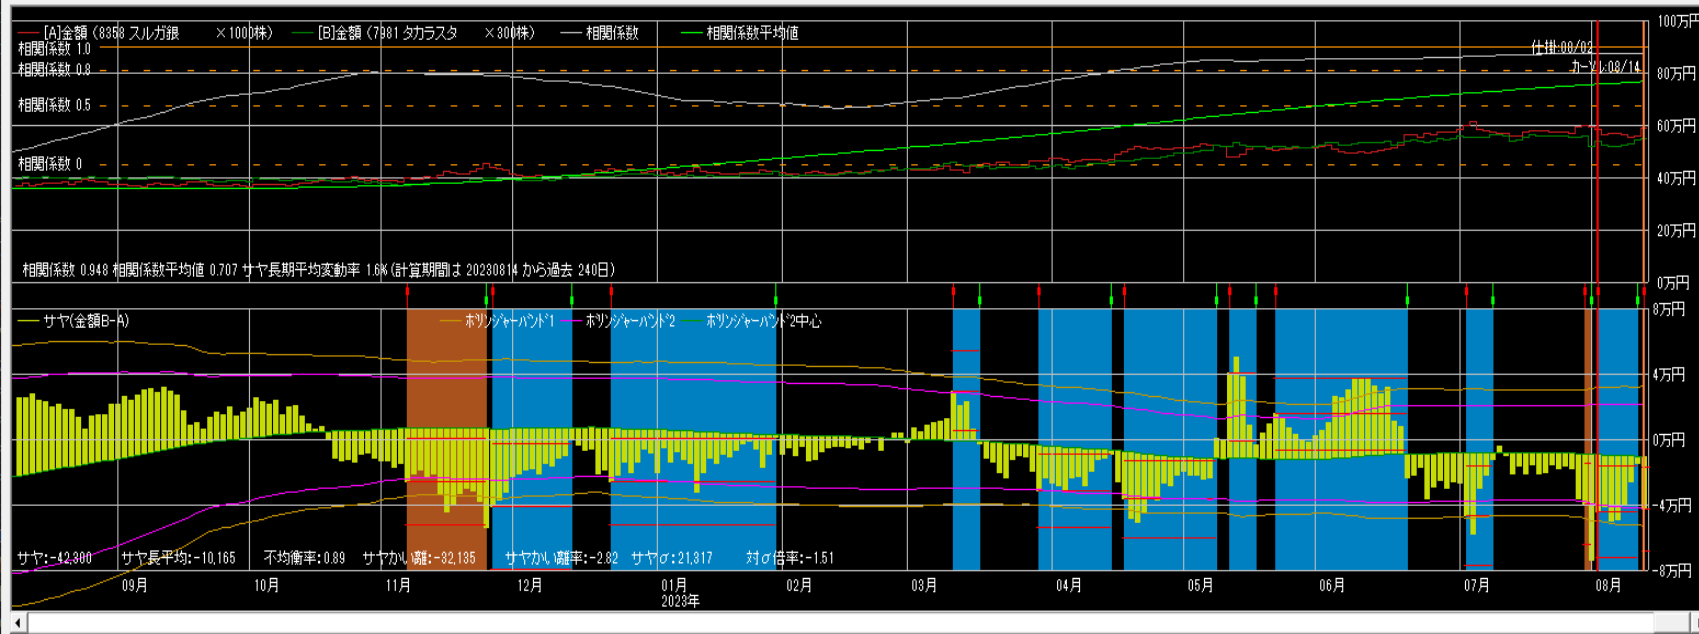 [A]金額(8358 スルガ銀 ×1000株) [B]金額(7981 タカラスタ ×300株) 相関係数 相関係数平均値
100万円
相関係数 1.0
仕掛:08/02
相関係数 0.8
カーソル:08/14
80万円
相関係数 0.5
60万円
相関係数 0
40万円
20万円
相関係数 0.948 相関係数平均値 0.707 サヤ長期平均変動率 1.6%(計算期間は 20230814 から過去 240日)
0万円
8万円
サヤ(金額B-A) ボリンジャーバンド1 ボリンジャーバンド2 ボリンジャーバンド2中心
4万円
0万円
-4万円
サヤ:-42,300 サヤ長平均:-10,165 不均衡率:0.89 サヤかい離:-32,135 サヤかい離率:-2.82 サヤσ:21,317 対σ倍率:-1.51
-8万円
09月 10月 11月 12月 01月 02月 03月 04月 05月 06月 07月 08月
2023年